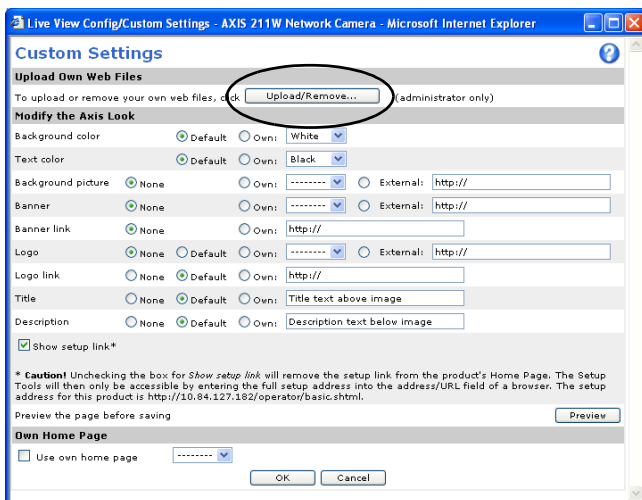 Live View Config/Custom Settings - AXIS 211W Network Camera - Microsoft Internet Explorer
Custom Settings
Upload Own Web Files
To upload or remove your own web files, click Upload/Remove... (administrator only)
Modify the Axis Look
Background color Default Own: White
Text color Default Own: Black
Background picture None Own: -------- External: http://
Banner None Own: -------- External: http://
Banner link None Own: http://
Logo None Default Own: -------- External: http://
Logo link None Default Own: http://
Title None Default Own: Title text above image
Description None Default Own: Description text below image
Show setup link*
* Caution! Unchecking the box for Show setup link will remove the setup link from the product's Home Page. The Setup
Tools will then only be accessible by entering the full setup address into the address/URL field of a browser. The setup
address for this product is http://10.84.127.182/operator/basic.shtml.
Preview the page before saving Preview
Own Home Page
Use own home page --------
OK Cancel